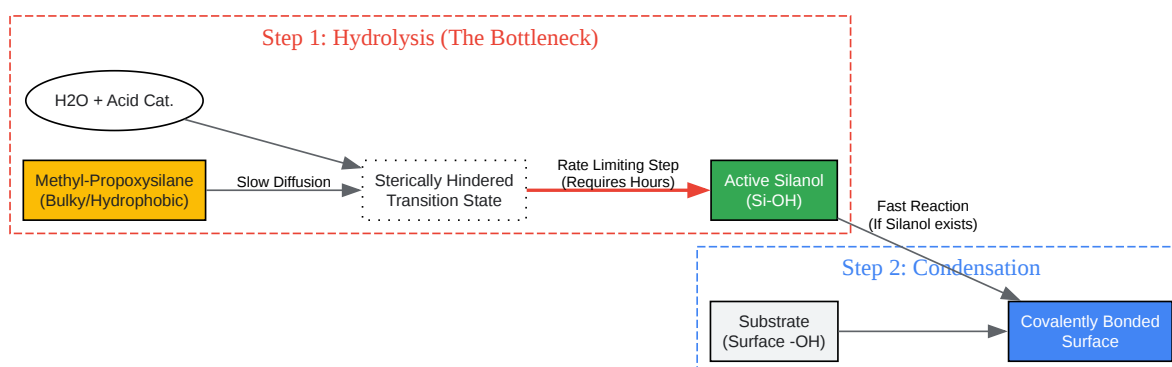 Step 1: Hydrolysis (The Bottleneck)
H2O + Acid Cat.
Methyl-Propoxysilane
(Bulky/Hydrophobic)
Slow Diffusion
Sterically Hindered
Transition State
Rate Limiting Step
(Requires Hours)
Active Silanol
(Si-OH)
Fast Reaction
(If Silanol exists)
Step 2: Condensation
Substrate
(Surface -OH)
Covalently Bonded
Surface